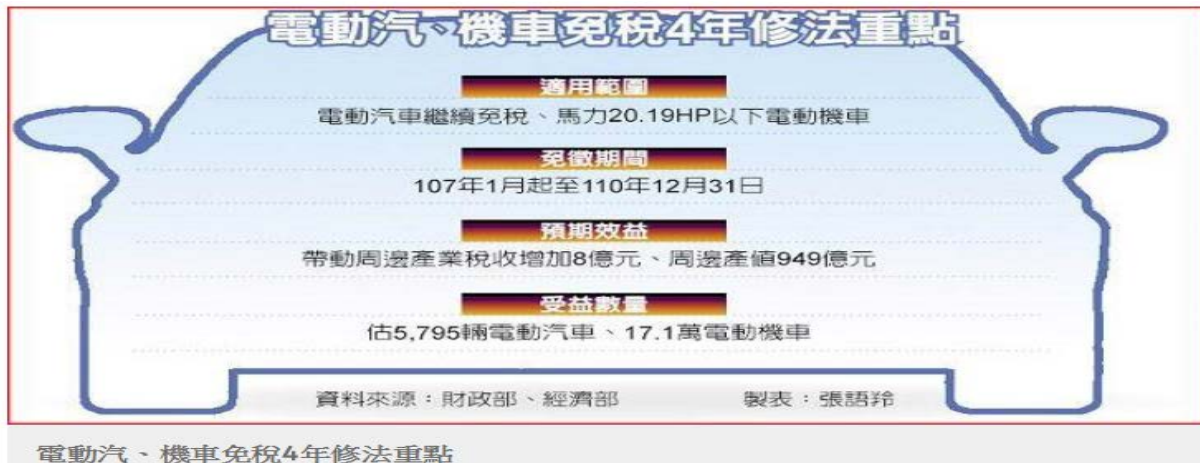 電動汽、機車免稅4年修法重點
適用範圍
電動汽車繼續免稅、馬力20.19HP以下電動機車
免徵期間
107年1月起至110年12月31日
預期效益
帶動周邊產業稅收增加8億元、周邊產值949億元
受益數量
估5,795輛電動汽車、17.1萬電動機車
資料來源：財政部、經濟部 製表：張語羚
電動汽、機車免稅4年修法重點